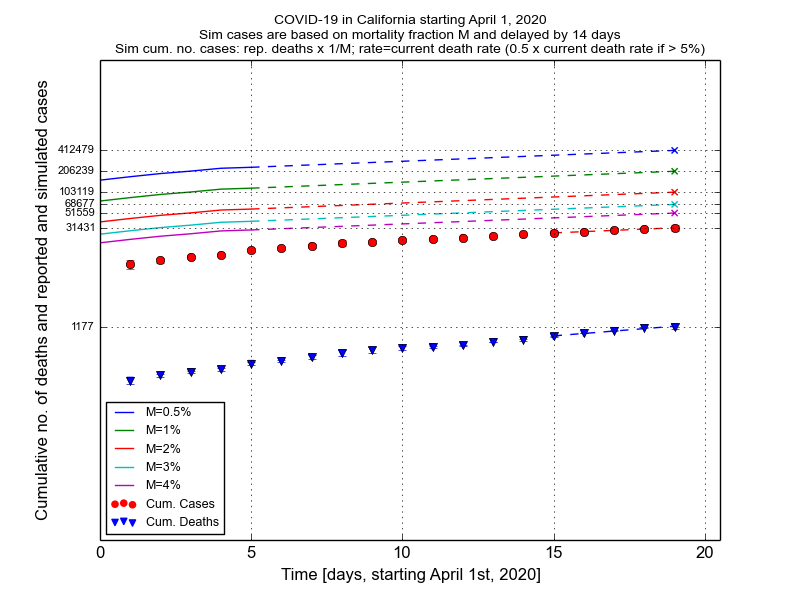 COVID-19 in California starting April 1, 2020
Sim cases are based on mortality fraction M and delayed by 14 days
Sim cum. no. cases: rep. deaths x 1/M; rate=current death rate (0.5 x current death rate if > 5%)
Cumulative no. of deaths and reported and simulated cases
412479
206239
103119
68677
51559
31431
1177
M=0.5%
M=1%
M=2%
M=3%
M=4%
Cum. Cases
Cum. Deaths
0 5 10 15 20
Time [days, starting April 1st, 2020]